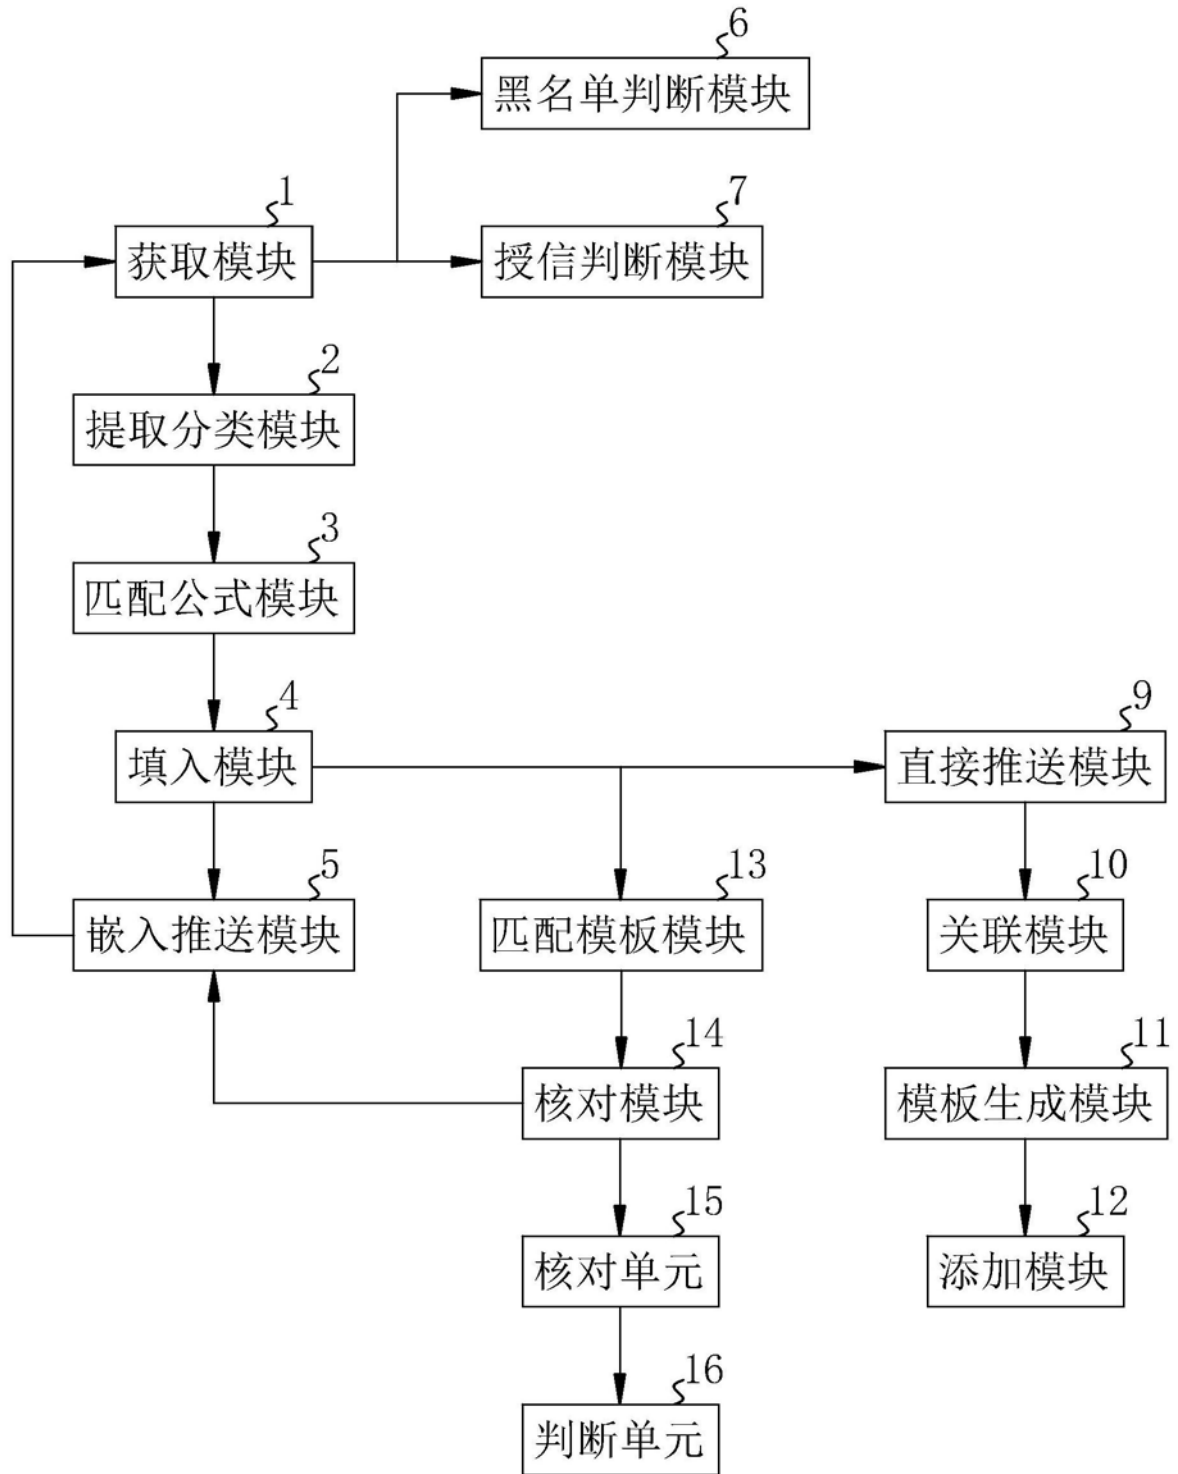 6
黑名单判断模块
1
7
获取模块
授信判断模块
2
提取分类模块
3
匹配公式模块
4
9
填入模块
直接推送模块
5
13
10
嵌入推送模块
匹配模板模块
关联模块
14
11
核对模块
模板生成模块
15
12
核对单元
添加模块
16
判断单元